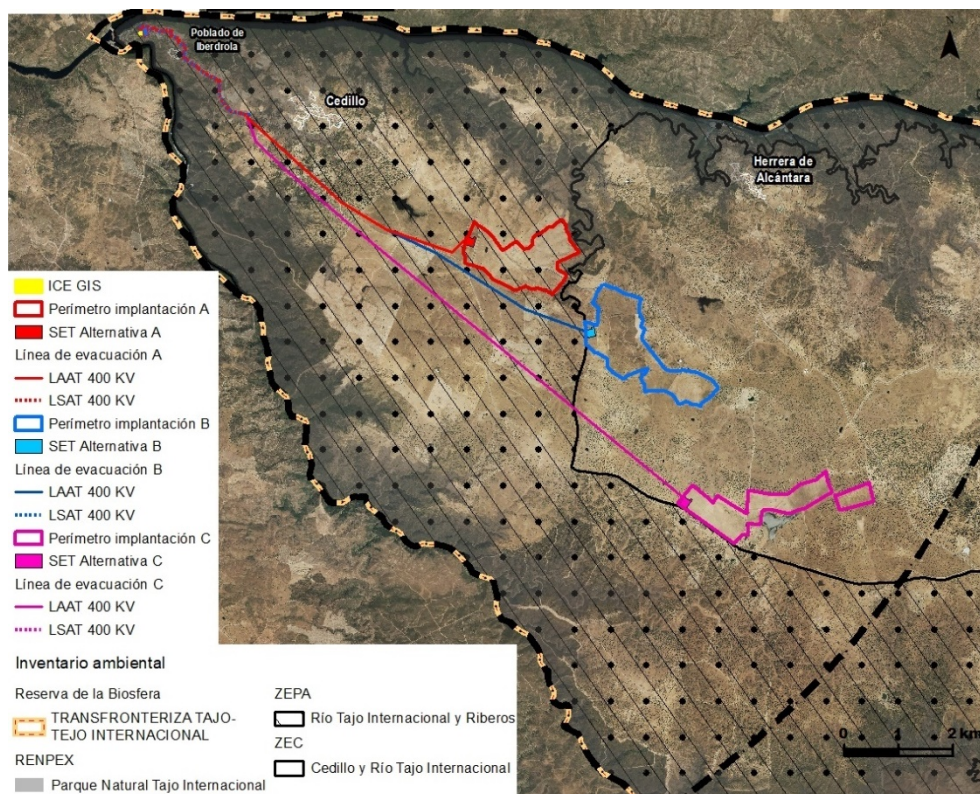 Poblado de
Iberdrola
N
Cedillo
Herrera de
Alcántara
ICE GIS
Perímetro implantación A
SET Alternativa A
Línea de evacuación A
LAAT 400 KV
LSAT 400 KV
Perímetro implantación B
SET Alternativa B
Línea de evacuación B
LAAT 400 KV
LSAT 400 KV
Perímetro implantación C
SET Alternativa C
Línea de evacuación C
LAAT 400 KV
LSAT 400 KV
Inventario ambiental
Reserva de la Biosfera
TRANSFRONTERIZA TAJO-
TEJO INTERNACIONAL
RENPEX
Parque Natural Tajo Internacional
ZEPA
Río Tajo Internacional y Riberos
ZEC
Cedillo y Río Tajo Internacional
0 1 2 km